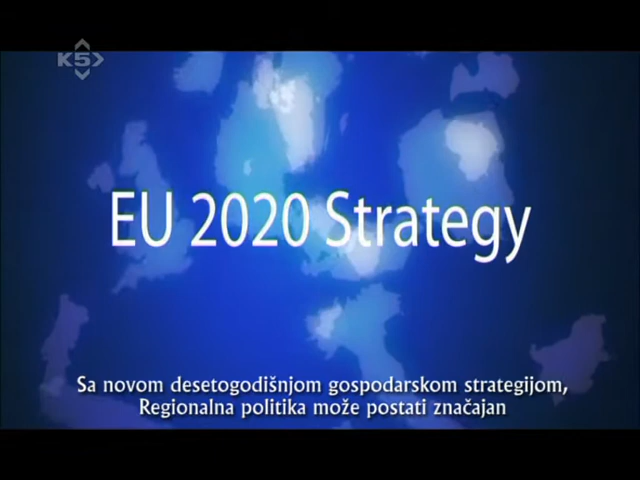 K5
EU 2020 Strategy
Sa novom desetogodišnjom gospodarskom strategijom,
Regionalna politika može postati značajan